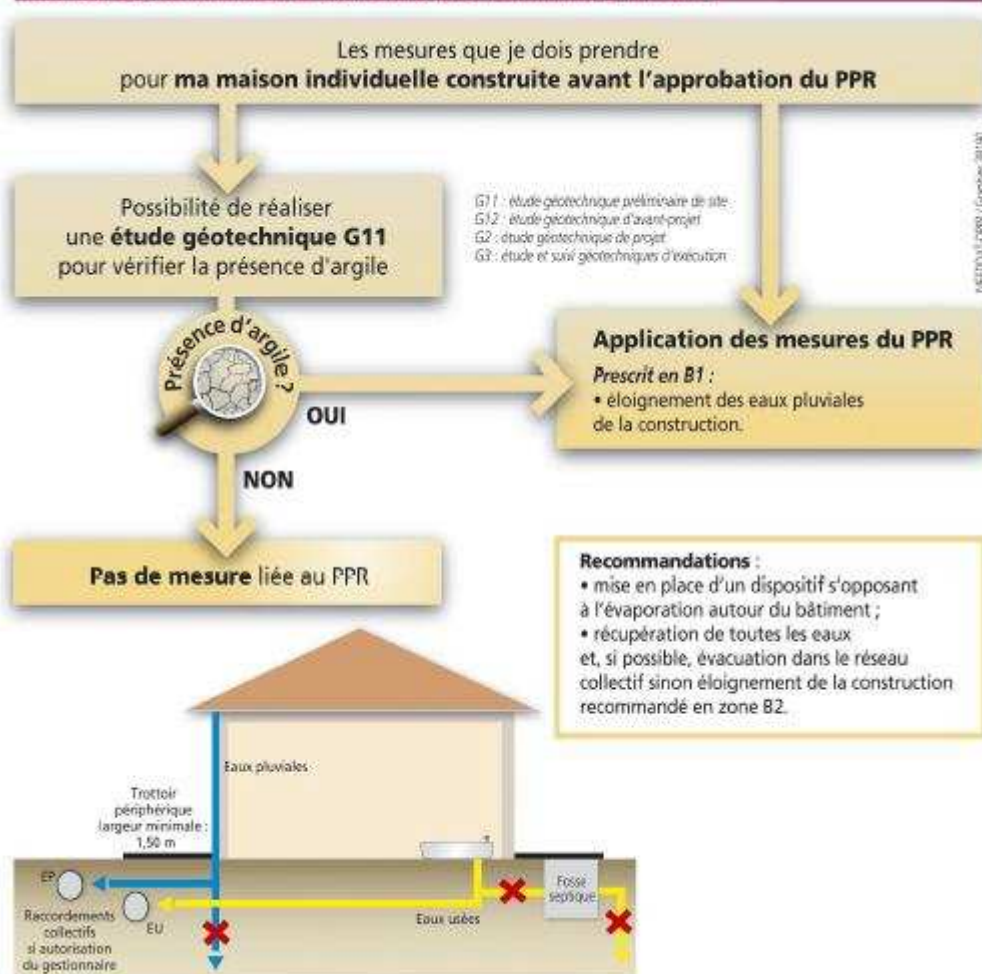 Les mesures que je dois prendre
pour ma maison individuelle construite avant l'approbation du PPR
Possibilité de réaliser
une étude géotechnique G11
pour vérifier la présence d'argile
G11 : étude géotechnique préliminaire de site
G12 : étude géotechnique d'avant-projet
G2 : étude géotechnique de projet
G3 : étude et suivi géotechniques d'exécution
Présence d'argile ?
OUI
NON
Application des mesures du PPR
Prescrit en B1 :
• éloignement des eaux pluviales
de la construction.
Pas de mesure liée au PPR
Recommandations :
• mise en place d'un dispositif s'opposant
à l'évaporation autour du bâtiment ;
• récupération de toutes les eaux
et, si possible, évacuation dans le réseau
collectif sinon éloignement de la construction
recommandé en zone B2.
Eaux pluviales
Trottoir
périphérique
largeur minimale :
1,50 m
EP
EU
Raccordements
collectifs
si autorisation
du gestionnaire
Eaux usées
Fosse
septique